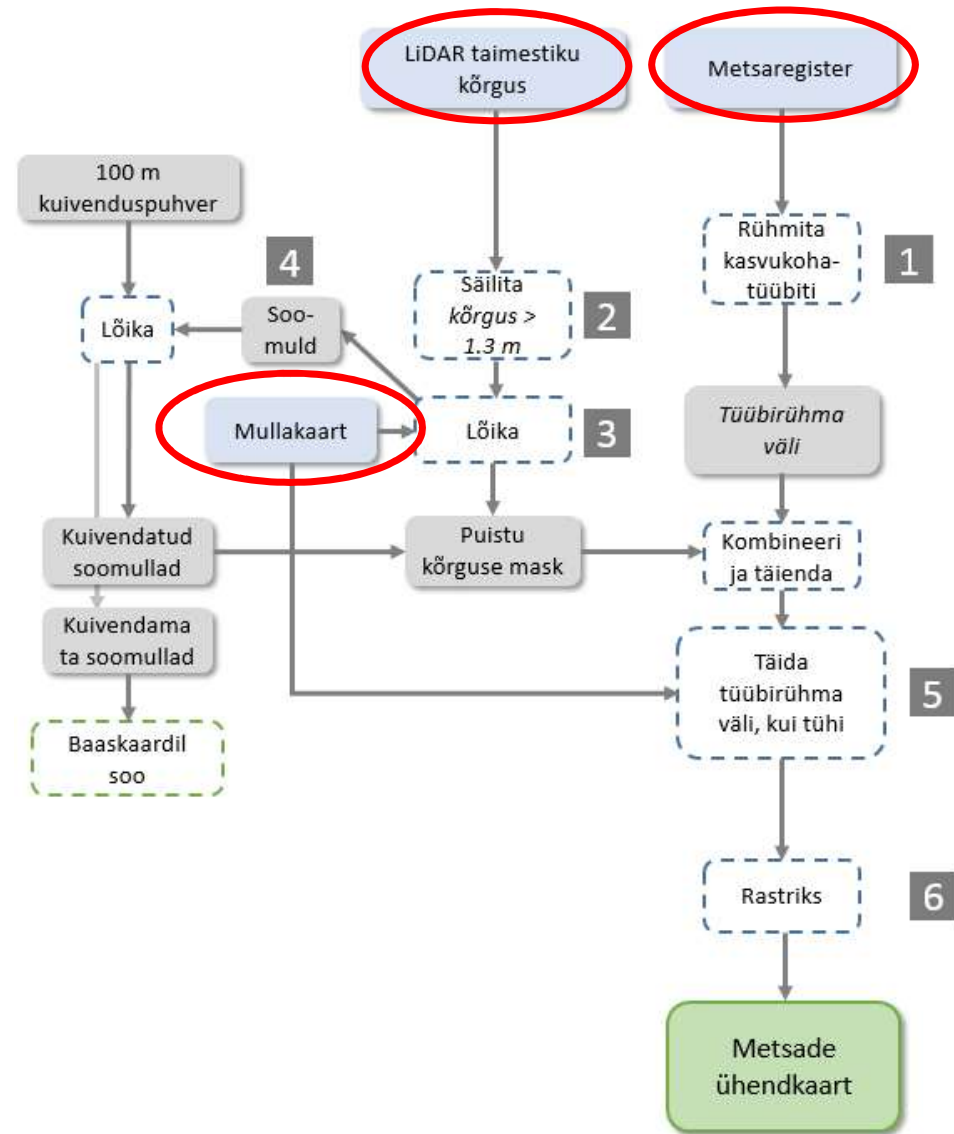 LiDAR taimestiku
kõrgus
Metsaregister
100 m
kuivenduspuhver
Rühmita
kasvukoha-
tüübiti
1
4
Säilita
kõrgus >
1.3 m
2
Lõika
Soo-
muld
Mullakaart
Lõika
3
Tüübirühma
väli
Kuivendatud
soomullad
Puistu
kõrguse mask
Kombineeri
ja täienda
Kuivendama
ta soomullad
Täida
tüübirühma
väli, kui tühi
5
Baaskaardil
soo
Rastriks
6
Metsade
ühendkaart